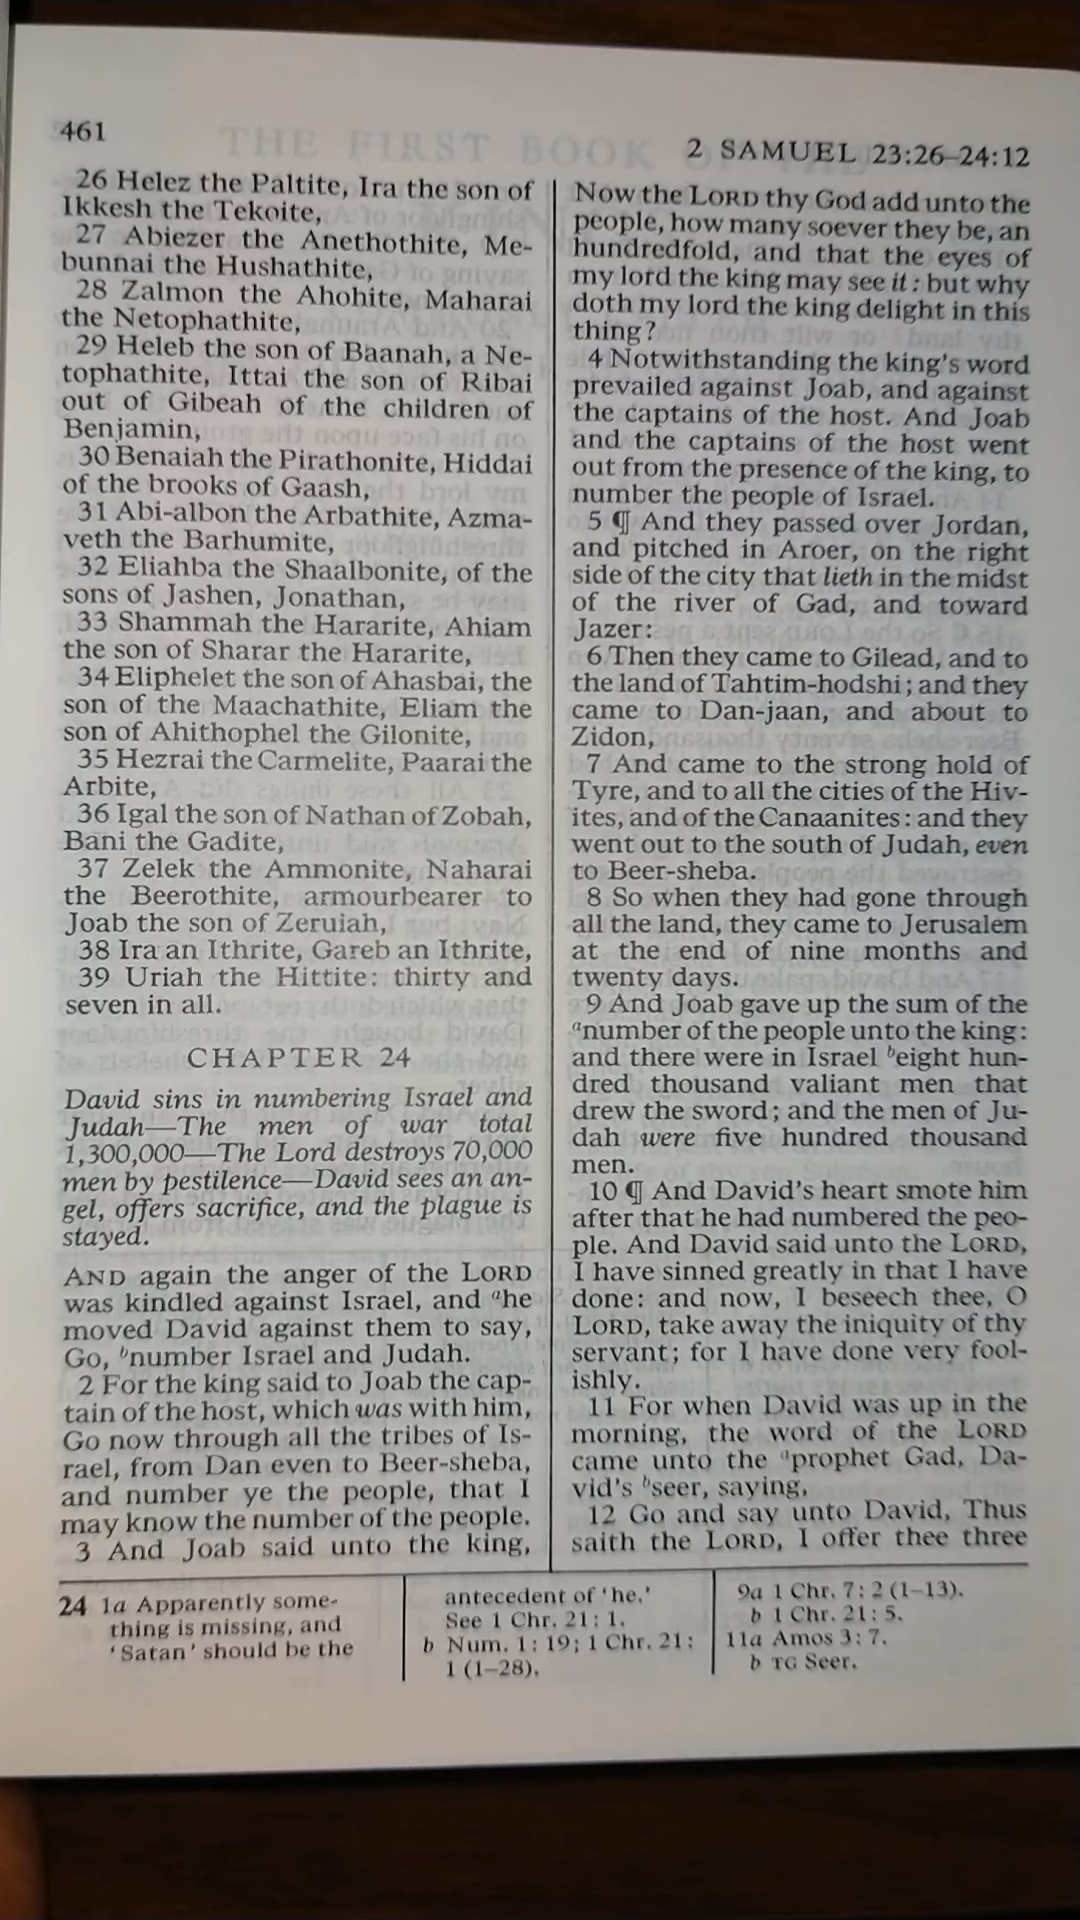 461
2 SAMUEL 23:26–24:12
26 Helez the Paltite, Ira the son of
Ikkesh the Tekoite,
27 Abiezer the Anethothite, Me-
bunnai the Hushathite,
28 Zalmon the Ahohite, Maharai
the Netophathite,
29 Heleb the son of Baanah, a Ne-
tophathite, Ittai the son of Ribai
out of Gibeah of the children of
Benjamin,
30 Benaiah the Pirathonite, Hiddai
of the brooks of Gaash,
31 Abi-albon the Arbathite, Azma-
veth the Barhumite,
32 Eliahba the Shaalbonite, of the
sons of Jashen, Jonathan,
33 Shammah the Hararite, Ahiam
the son of Sharar the Hararite,
34 Eliphelet the son of Ahasbai, the
son of the Maachathite, Eliam the
son of Ahithophel the Gilonite,
35 Hezrai the Carmelite, Paarai the
Arbite,
36 Igal the son of Nathan of Zobah,
Bani the Gadite,
37 Zelek the Ammonite, Naharai
the Beerothite, armourbearer to
Joab the son of Zeruiah,
38 Ira an Ithrite, Gareb an Ithrite,
39 Uriah the Hittite: thirty and
seven in all.
CHAPTER 24
David sins in numbering Israel and
Judah—The men of war total
1,300,000—The Lord destroys 70,000
men by pestilence—David sees an an-
gel, offers sacrifice, and the plague is
stayed.
AND again the anger of the LORD
was kindled against Israel, and ᵃhe
moved David against them to say,
Go, ᵇnumber Israel and Judah.
2 For the king said to Joab the cap-
tain of the host, which was with him,
Go now through all the tribes of Is-
rael, from Dan even to Beer-sheba,
and number ye the people, that I
may know the number of the people.
3 And Joab said unto the king,
Now the LORD thy God add unto the
people, how many soever they be, an
hundredfold, and that the eyes of
my lord the king may see it: but why
doth my lord the king delight in this
thing?
4 Notwithstanding the king's word
prevailed against Joab, and against
the captains of the host. And Joab
and the captains of the host went
out from the presence of the king, to
number the people of Israel.
5 ¶ And they passed over Jordan,
and pitched in Aroer, on the right
side of the city that lieth in the midst
of the river of Gad, and toward
Jazer:
6 Then they came to Gilead, and to
the land of Tahtim-hodshi; and they
came to Dan-jaan, and about to
Zidon,
7 And came to the strong hold of
Tyre, and to all the cities of the Hiv-
ites, and of the Canaanites: and they
went out to the south of Judah, even
to Beer-sheba.
8 So when they had gone through
all the land, they came to Jerusalem
at the end of nine months and
twenty days.
9 And Joab gave up the sum of the
ᵃnumber of the people unto the king:
and there were in Israel ᵇeight hun-
dred thousand valiant men that
drew the sword; and the men of Ju-
dah were five hundred thousand
men.
10 ¶ And David's heart smote him
after that he had numbered the peo-
ple. And David said unto the LORD,
I have sinned greatly in that I have
done: and now, I beseech thee, O
LORD, take away the iniquity of thy
servant; for I have done very fool-
ishly.
11 For when David was up in the
morning, the word of the LORD
came unto the ᵃprophet Gad, Da-
vid's ᵇseer, saying,
12 Go and say unto David, Thus
saith the LORD, I offer thee three
24 1a Apparently some-
thing is missing, and
'Satan' should be the
antecedent of 'he.'
See 1 Chr. 21: 1.
b Num. 1: 19; 1 Chr. 21:
1 (1–28).
9a 1 Chr. 7: 2 (1–13).
b 1 Chr. 21: 5.
11a Amos 3: 7.
b TG Seer.